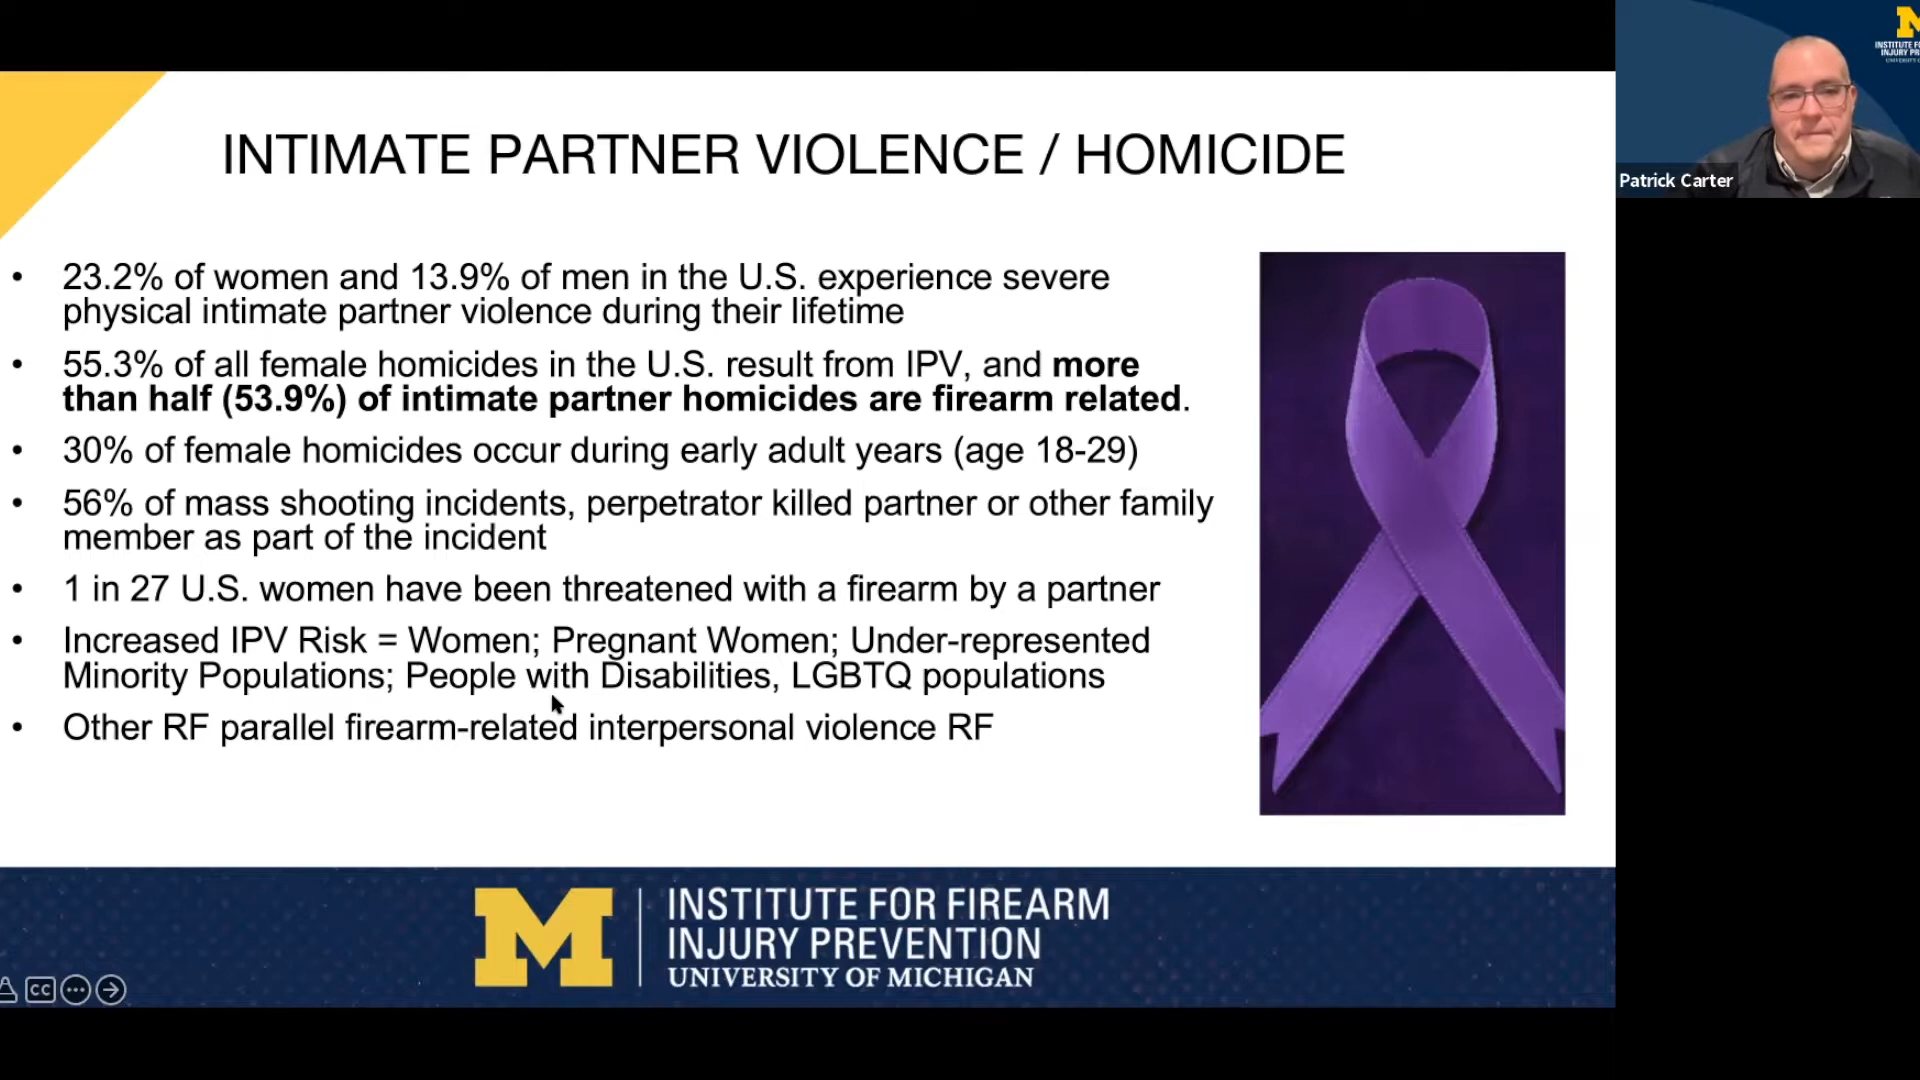 INTIMATE PARTNER VIOLENCE / HOMICIDE
• 23.2% of women and 13.9% of men in the U.S. experience severe
physical intimate partner violence during their lifetime
• 55.3% of all female homicides in the U.S. result from IPV, and more
than half (53.9%) of intimate partner homicides are firearm related.
• 30% of female homicides occur during early adult years (age 18-29)
• 56% of mass shooting incidents, perpetrator killed partner or other family
member as part of the incident
• 1 in 27 U.S. women have been threatened with a firearm by a partner
• Increased IPV Risk = Women; Pregnant Women; Under-represented
Minority Populations; People with Disabilities, LGBTQ populations
• Other RF parallel firearm-related interpersonal violence RF
M
INSTITUTE FOR FIREARM
INJURY PREVENTION
UNIVERSITY OF MICHIGAN
CC
M
INSTITUTE
INJURY
Patrick Carter